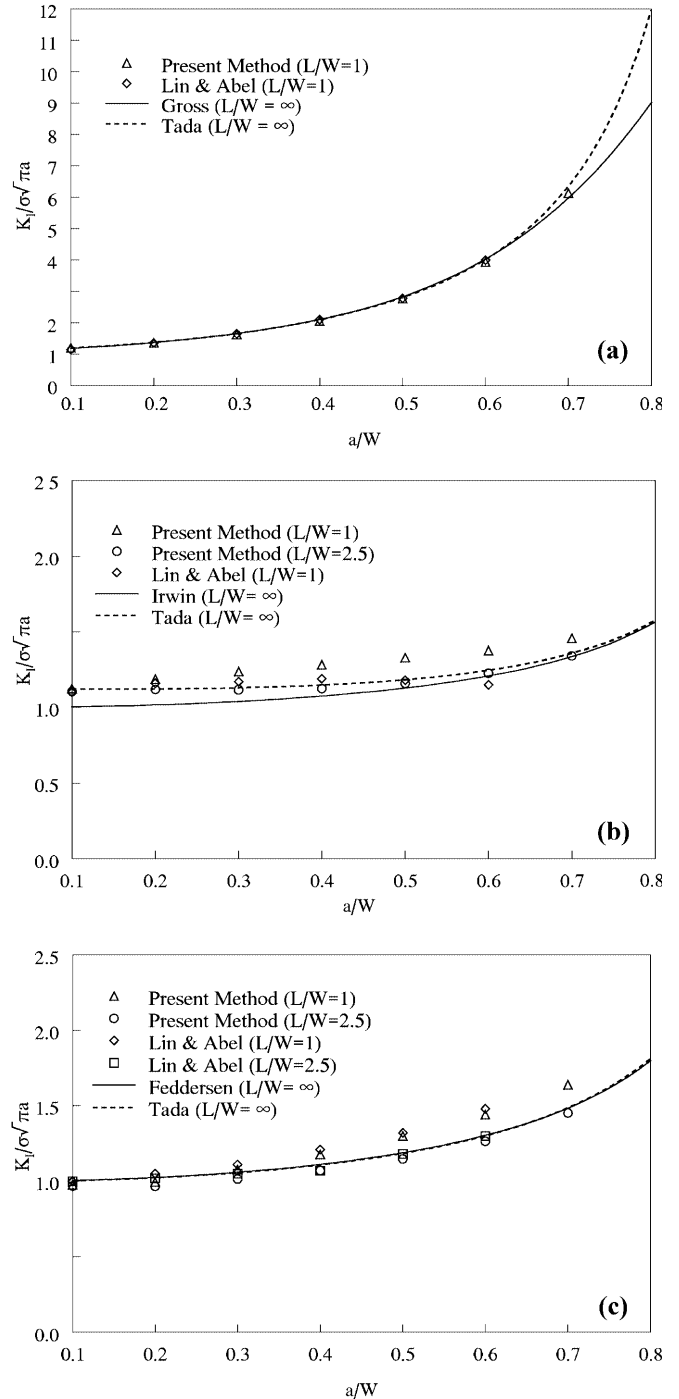 12
11
10
9
8
7
6
4
2
1
0
K_I/σ√πa
Present Method (L/W=1)
Lin & Abel (L/W=1)
Gross (L/W = ∞)
Tada (L/W = ∞)
(a)
0.1 0.2 0.3 0.4 0.5 0.6 0.7 0.8
a/W
2 5
2.0
1.0
0.5
0.0
K_I/σ√πa
Present Method (L/W=1)
Present Method (L/W=2.5)
Lin & Abel (L/W=1)
Irwin (L/W= ∞)
Tada (L/W= ∞)
(b)
0.1 0.2 0.3 0.4 0.5 0.6 0.7 0.8
a/W
2.5
2.0
1.5
1.0
0.0
K_I/σ√πa
Present Method (L/W=1)
Present Method (L/W=2.5)
Lin & Abel (L/W=1)
Lin & Abel (L/W=2.5)
Feddersen (L/W= ∞)
Tada (L/W= ∞)
(c)
0.1 0.2 0.3 0.4 0.5 0.6 0.7 0.8
a/W